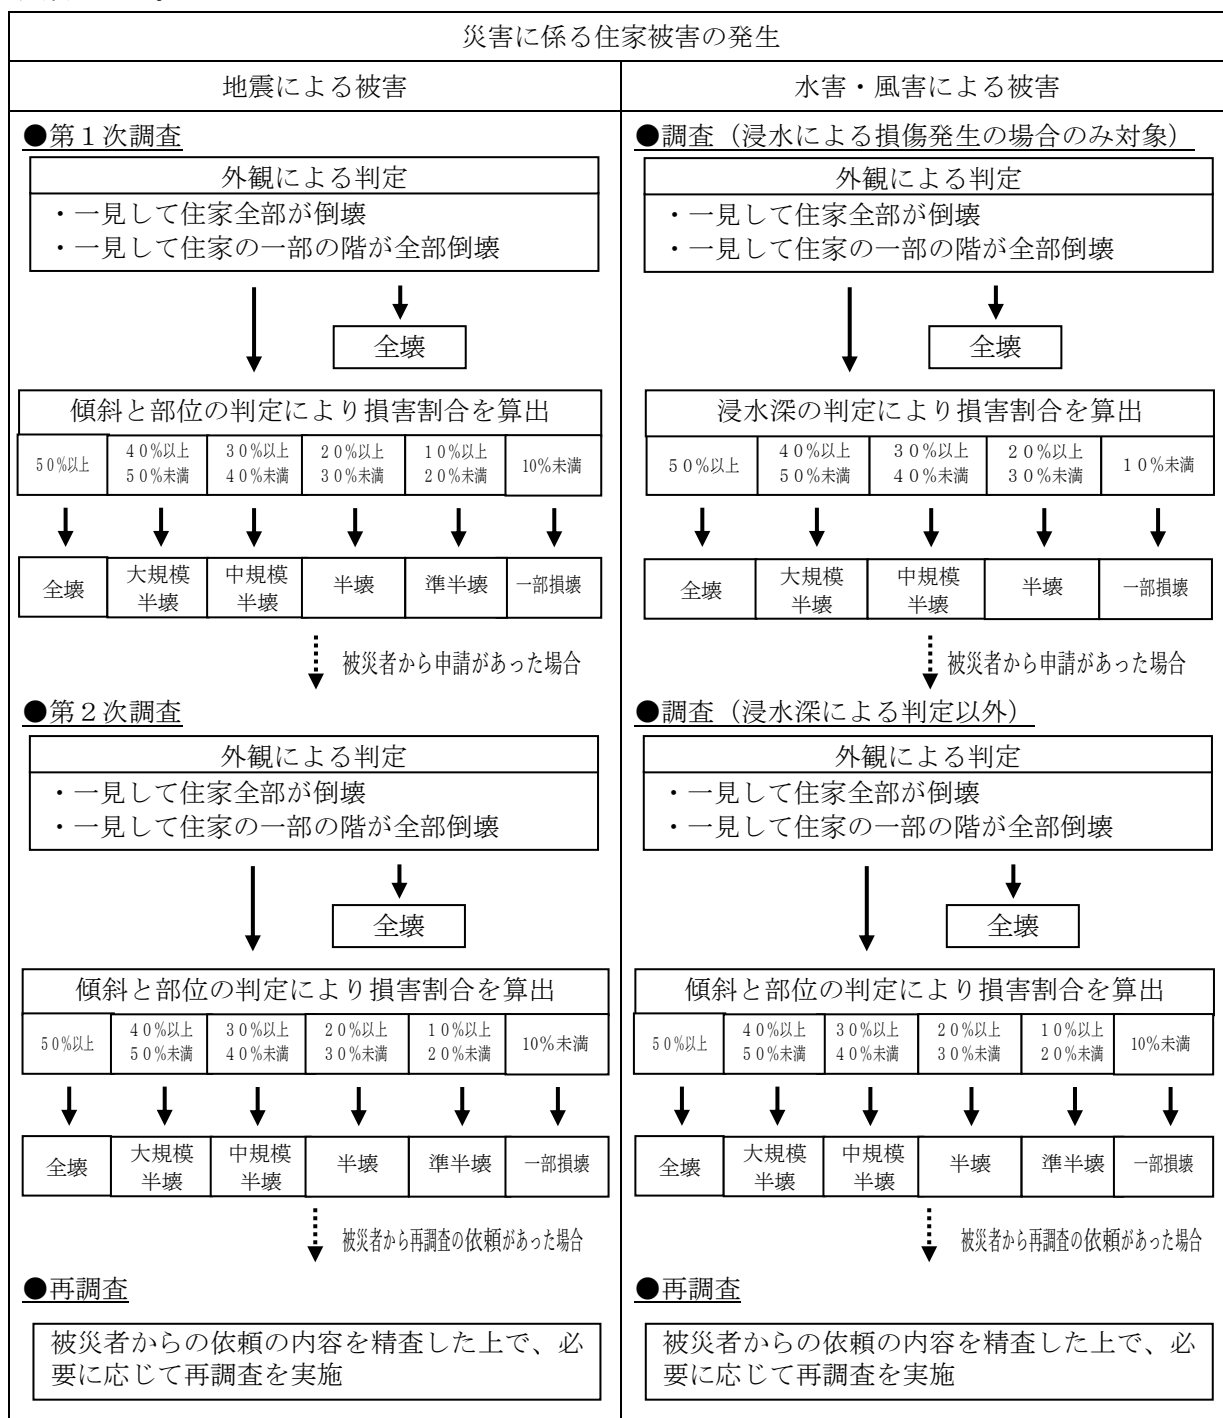 災害に係る住家被害の発生
地震による被害
●第１次調査
外観による判定
・一見して住家全部が倒壊
・一見して住家の一部の階が全部倒壊
全壊
傾斜と部位の判定により損害割合を算出
５０％以上
４０％以上
５０％未満
３０％以上
４０％未満
２０％以上
３０％未満
１０％以上
２０％未満
10％未満
全壊
大規模
半壊
中規模
半壊
半壊
準半壊
一部損壊
被災者から申請があった場合
●第２次調査
外観による判定
・一見して住家全部が倒壊
・一見して住家の一部の階が全部倒壊
全壊
傾斜と部位の判定により損害割合を算出
５０％以上
４０％以上
５０％未満
３０％以上
４０％未満
２０％以上
３０％未満
１０％以上
２０％未満
10％未満
全壊
大規模
半壊
中規模
半壊
半壊
準半壊
一部損壊
被災者から再調査の依頼があった場合
●再調査
被災者からの依頼の内容を精査した上で、必
要に応じて再調査を実施
水害・風害による被害
●調査（浸水による損傷発生の場合のみ対象）
外観による判定
・一見して住家全部が倒壊
・一見して住家の一部の階が全部倒壊
全壊
浸水深の判定により損害割合を算出
５０％以上
４０％以上
５０％未満
３０％以上
４０％未満
２０％以上
３０％未満
１０％未満
全壊
大規模
半壊
中規模
半壊
半壊
一部損壊
被災者から申請があった場合
●調査（浸水深による判定以外）
外観による判定
・一見して住家全部が倒壊
・一見して住家の一部の階が全部倒壊
全壊
傾斜と部位の判定により損害割合を算出
５０％以上
４０％以上
５０％未満
３０％以上
４０％未満
２０％以上
３０％未満
１０％以上
２０％未満
10％未満
全壊
大規模
半壊
中規模
半壊
半壊
準半壊
一部損壊
被災者から再調査の依頼があった場合
●再調査
被災者からの依頼の内容を精査した上で、必
要に応じて再調査を実施